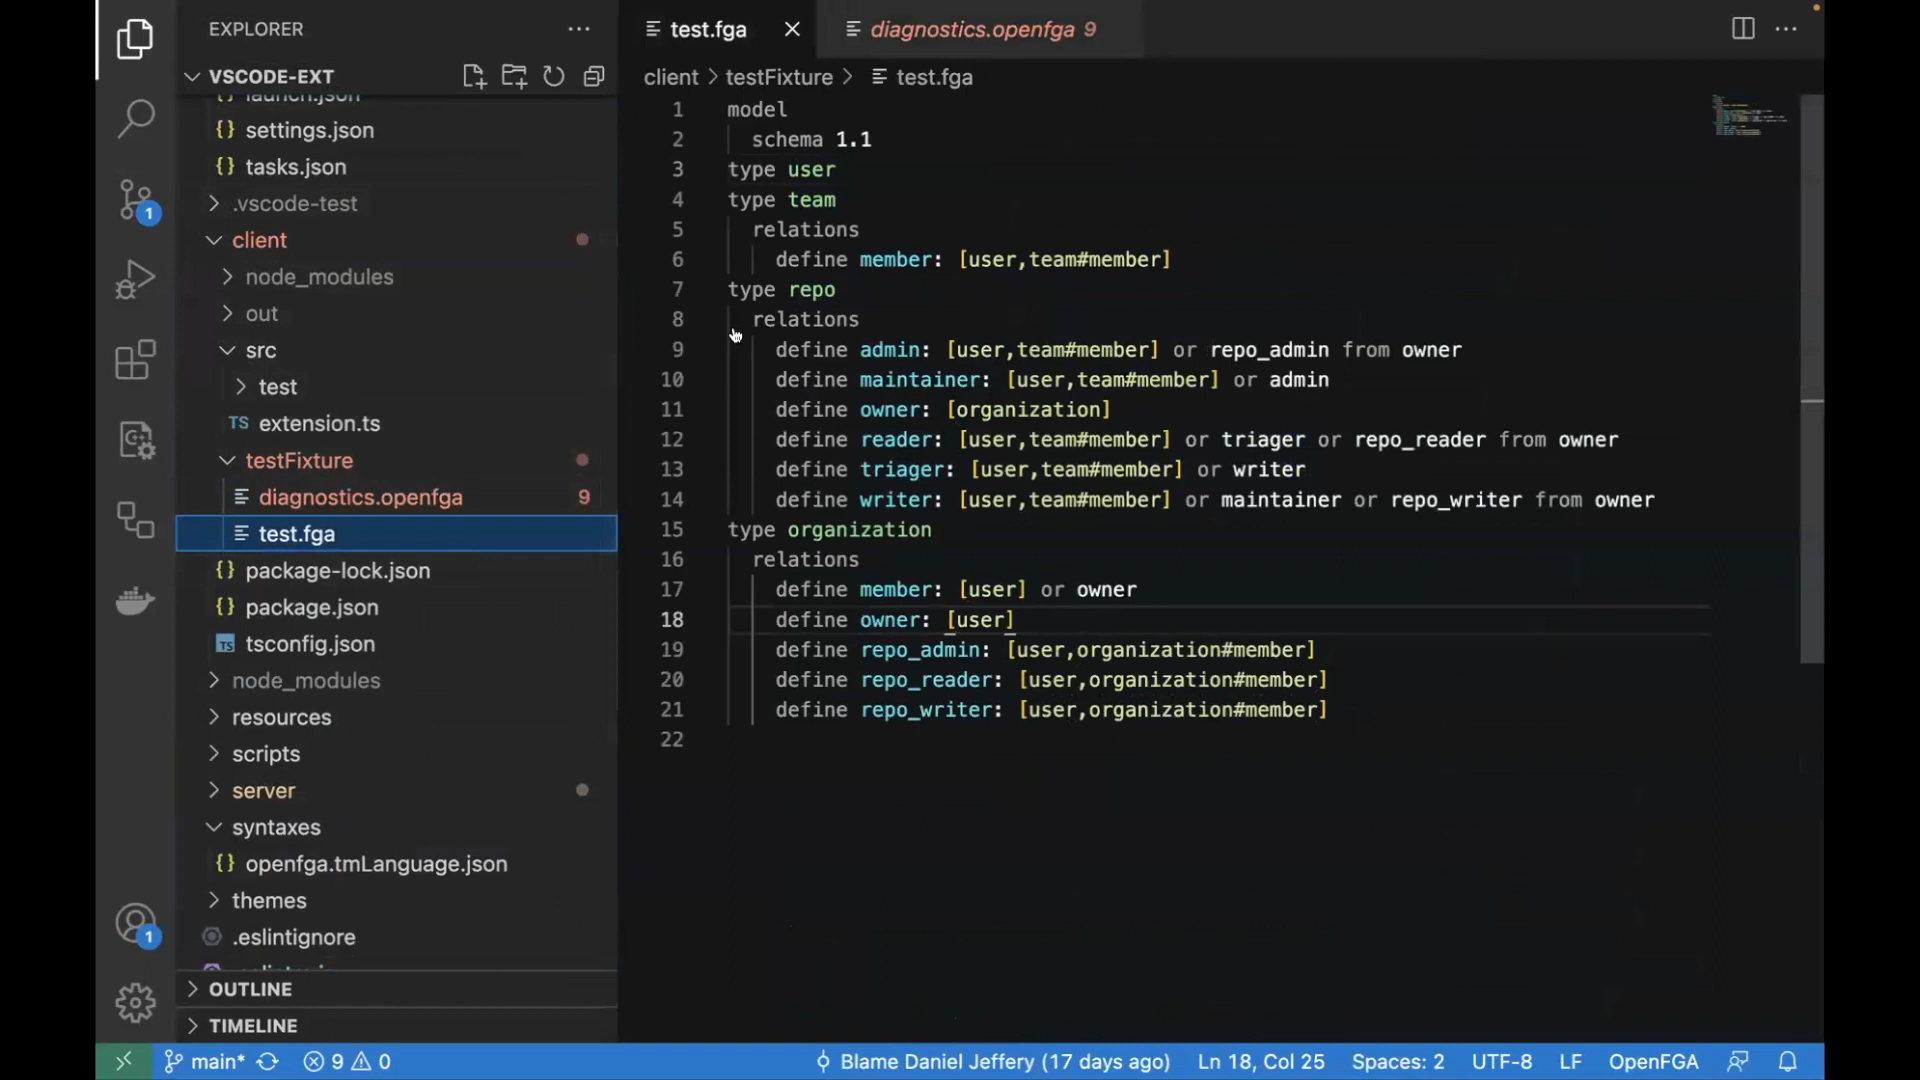 EXPLORER
VSCODE-EXT
launch.json
settings.json
tasks.json
.vscode-test
client
node_modules
out
src
test
TS extension.ts
testFixture
diagnostics.openfga 9
test.fga
package-lock.json
package.json
TS tsconfig.json
node_modules
resources
scripts
server
syntaxes
openfga.tmLanguage.json
themes
.eslintignore
OUTLINE
TIMELINE
1
1
test.fga
diagnostics.openfga 9
client > testFixture > test.fga
1 model
2 schema 1.1
3 type user
4 type team
5 relations
6 define member: [user,team#member]
7 type repo
8 relations
9 define admin: [user,team#member] or repo_admin from owner
10 define maintainer: [user,team#member] or admin
11 define owner: [organization]
12 define reader: [user,team#member] or triager or repo_reader from owner
13 define triager: [user,team#member] or writer
14 define writer: [user,team#member] or maintainer or repo_writer from owner
15 type organization
16 relations
17 define member: [user] or owner
18 define owner: [user]
19 define repo_admin: [user,organization#member]
20 define repo_reader: [user,organization#member]
21 define repo_writer: [user,organization#member]
22
main* 9 0 Blame Daniel Jeffery (17 days ago) Ln 18, Col 25 Spaces: 2 UTF-8 LF OpenFGA